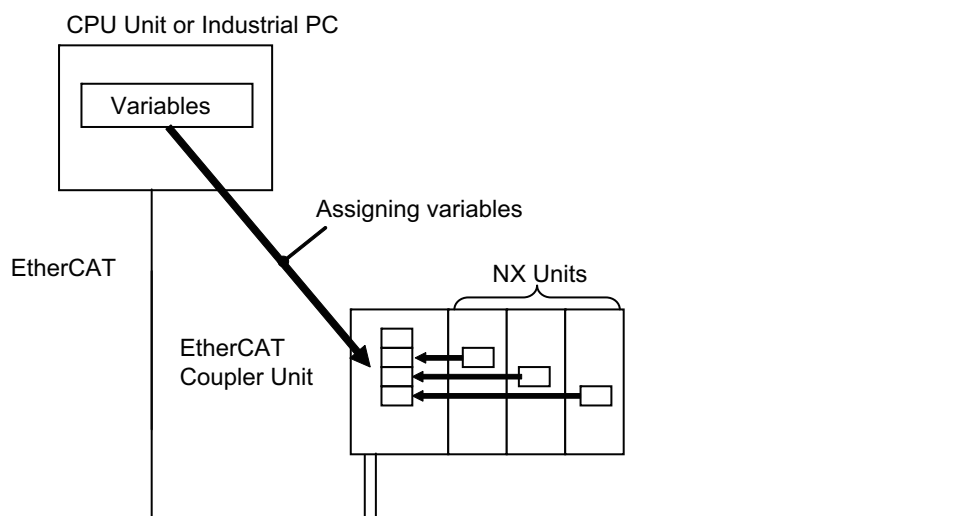 CPU Unit or Industrial PC
Variables
Assigning variables
EtherCAT
NX Units
EtherCAT
Coupler Unit